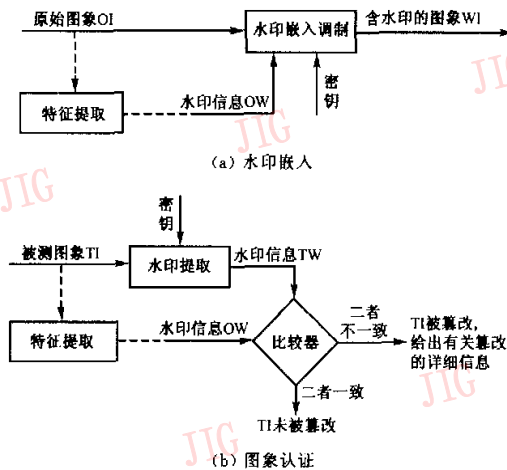 原始图象OI
水印嵌入调制
含水印的图象WI
特征提取
水印信息OW
密
钥
(a) 水印嵌入
密
钥
被测图象TI
水印提取
水印信息TW
特征提取
水印信息OW
比较器
二者
不一致
TI被篡改,
给出有关篡改
的详细信息
二者一致
TI未被篡改
(b) 图象认证
JIG
JIG
JIG
JIG
JIG